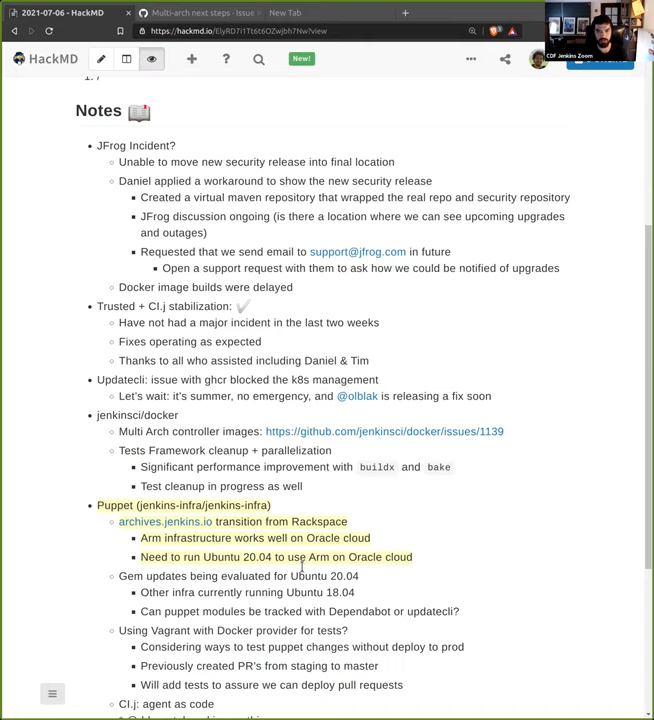 2021-07-06 - HackMD
Multi-arch next steps · Issue
New Tab
https://hackmd.io/ElyRD7i1Tt6t6OZwjbh7Nw?view
CDF Jenkins Zoom
HackMD
New!
Notes 📖
JFrog Incident?
Unable to move new security release into final location
Daniel applied a workaround to show the new security release
Created a virtual maven repository that wrapped the real repo and security repository
JFrog discussion ongoing (is there a location where we can see upcoming upgrades
and outages)
Requested that we send email to support@jfrog.com in future
Open a support request with them to ask how we could be notified of upgrades
Docker image builds were delayed
Trusted + CI.j stabilization: ✔️
Have not had a major incident in the last two weeks
Fixes operating as expected
Thanks to all who assisted including Daniel & Tim
Updatecli: issue with ghcr blocked the k8s management
Let's wait: it's summer, no emergency, and @olblak is releasing a fix soon
jenkinsci/docker
Multi Arch controller images: https://github.com/jenkinsci/docker/issues/1139
Tests Framework cleanup + parallelization
Significant performance improvement with buildx and bake
Test cleanup in progress as well
Puppet (jenkins-infra/jenkins-infra)
archives.jenkins.io transition from Rackspace
Arm infrastructure works well on Oracle cloud
Need to run Ubuntu 20.04 to use Arm on Oracle cloud
Gem updates being evaluated for Ubuntu 20.04
Other infra currently running Ubuntu 18.04
Can puppet modules be tracked with Dependabot or updatecli?
Using Vagrant with Docker provider for tests?
Considering ways to test puppet changes without deploy to prod
Previously created PR's from staging to master
Will add tests to assure we can deploy pull requests
CI.j: agent as code